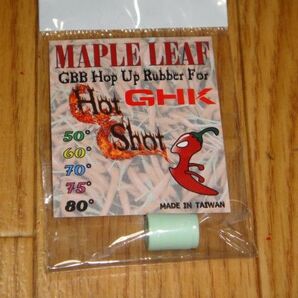 MAPLE LEAF
GBB Hop Up Rubber For
Hot GHK
Shot
50°
60°
70°
75°
80°
MADE IN TAIWAN